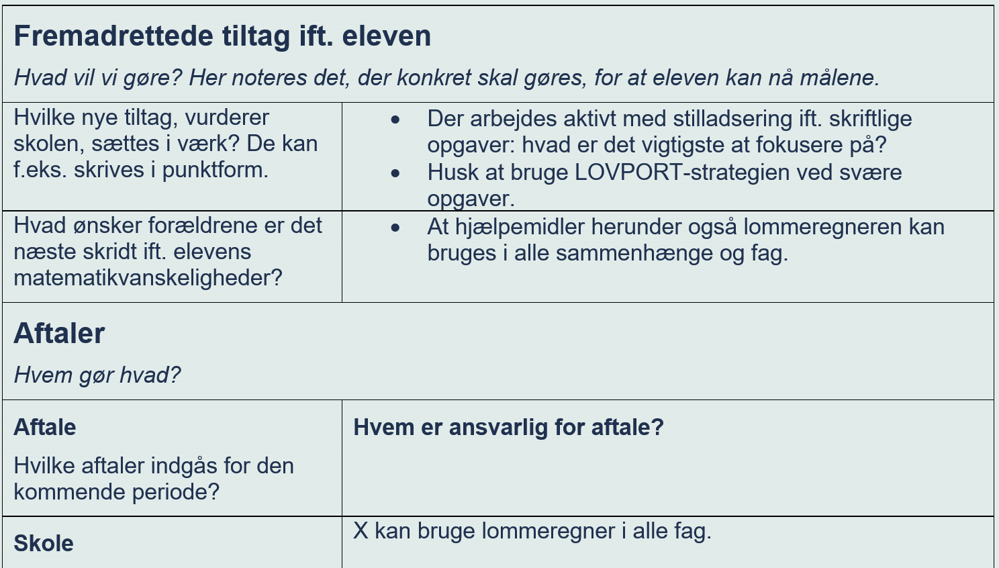 Fremadrettede tiltag ift. eleven
Hvad vil vi gøre? Her noteres det, der konkret skal gøres, for at eleven kan nå målene.
Hvilke nye tiltag, vurderer
skolen, sættes i værk? De kan
f.eks. skrives i punktform.
• Der arbejdes aktivt med stilladsering ift. skriftlige
opgaver: hvad er det vigtigste at fokusere på?
• Husk at bruge LOVPORT-strategien ved svære
opgaver.
Hvad ønsker forældrene er det
næste skridt ift. elevens
matematikvanskeligheder?
• At hjælpemidler herunder også lommeregneren kan
bruges i alle sammenhænge og fag.
Aftaler
Hvem gør hvad?
Aftale
Hvilke aftaler indgås for den
kommende periode?
Hvem er ansvarlig for aftale?
Skole
X kan bruge lommeregner i alle fag.